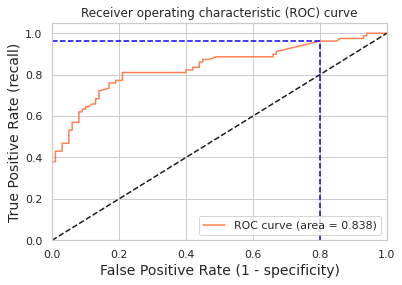 Receiver operating characteristic (ROC) curve
True Positive Rate (recall)
1.0
0.8
0.6
0.4
0.2
0.0
ROC curve (area = 0.838)
0.0 0.2 0.4 0.6 0.8 1.0
False Positive Rate (1 - specificity)